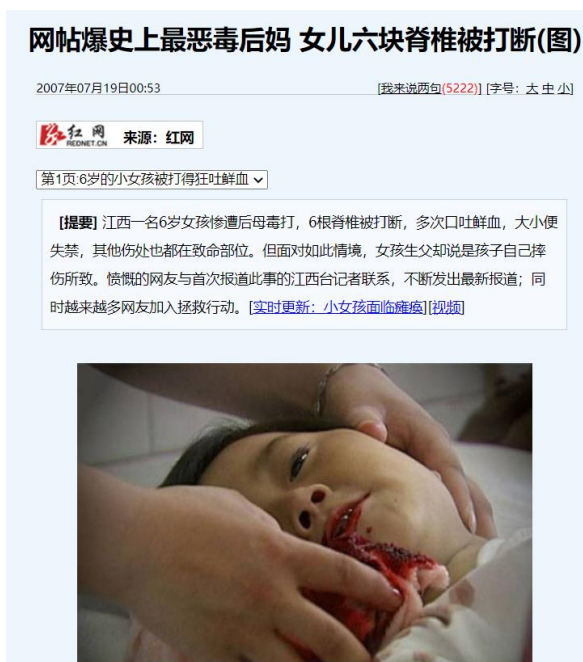 网帖爆史上最恶毒后妈 女儿六块脊椎被打断(图)
2007年07月19日00:53 [我来说两句(5222)] [字号：大 中 小]
红网 REDNET.CN 来源：红网
第1页:6岁的小女孩被打得狂吐鲜血
[提要] 江西一名6岁女孩惨遭后母毒打，6根脊椎被打断，多次口吐鲜血，大小便
失禁，其他伤处也都在致命部位。但面对如此情境，女孩生父却说是孩子自己摔
伤所致。愤慨的网友与首次报道此事的江西台记者联系，不断发出最新报道；同
时越来越多网友加入拯救行动。[实时更新：小女孩面临瘫痪][视频]